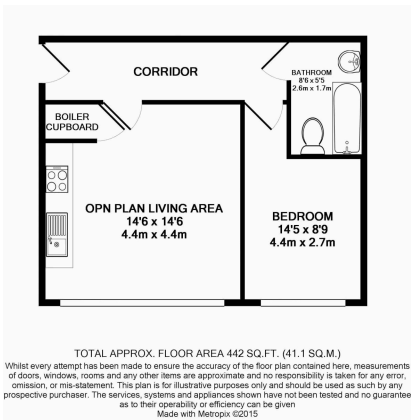 CORRIDOR
BATHROOM
8'6 x 5'5
2.6m x 1.7m
BOILER
CUPBOARD
OPN PLAN LIVING AREA
14'6 x 14'6
4.4m x 4.4m
BEDROOM
14'5 x 8'9
4.4m x 2.7m
TOTAL APPROX. FLOOR AREA 442 SQ.FT. (41.1 SQ.M.)
Whilst every attempt has been made to ensure the accuracy of the floor plan contained here, measurements
of doors, windows, rooms and any other items are approximate and no responsibility is taken for any error,
omission, or mis-statement. This plan is for illustrative purposes only and should be used as such by any
prospective purchaser. The services, systems and appliances shown have not been tested and no guarantee
as to their operability or efficiency can be given
Made with Metropix ©2015